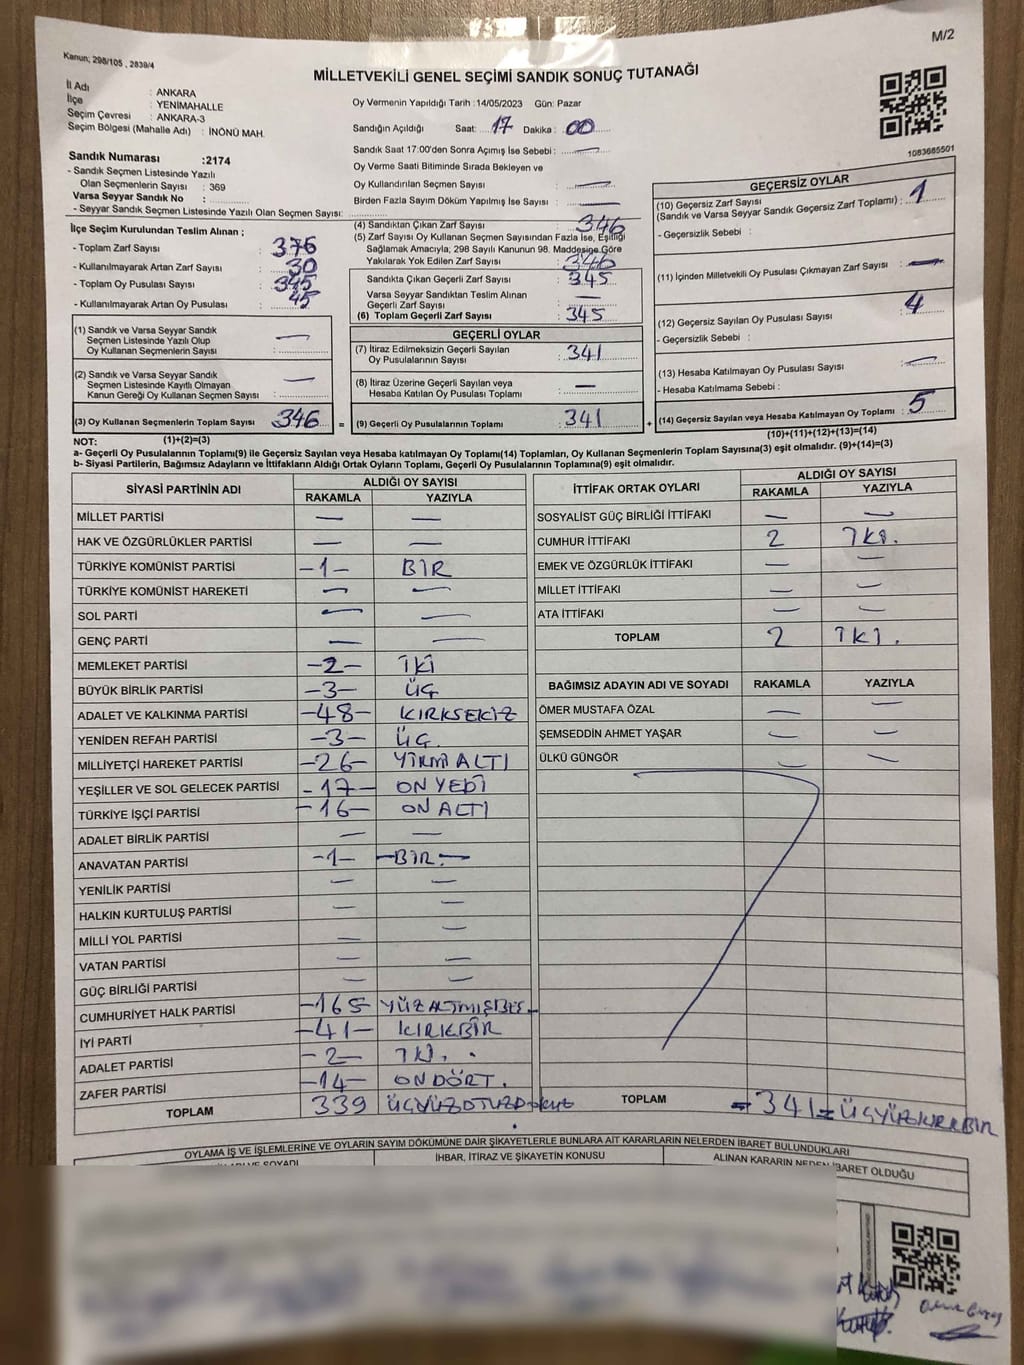 M/2
Kanun; 298/105 , 2839/4
MİLLETVEKİLİ GENEL SEÇİMİ SANDIK SONUÇ TUTANAĞI
İl Adı : ANKARA
İlçe : YENİMAHALLE
Seçim Çevresi : ANKARA-3
Seçim Bölgesi (Mahalle Adı) : İNÖNÜ MAH.
Sandık Numarası :2174
- Sandık Seçmen Listesinde Yazılı
Olan Seçmenlerin Sayısı : 369
Varsa Seyyar Sandık No :
- Seyyar Sandık Seçmen Listesinde Yazılı Olan Seçmen Sayısı:
İlçe Seçim Kurulundan Teslim Alınan ;
- Toplam Zarf Sayısı : 376
- Kullanılmayarak Artan Zarf Sayısı : 30
- Toplam Oy Pusulası Sayısı : 345
- Kullanılmayarak Artan Oy Pusulası : 45
(1) Sandık ve Varsa Seyyar Sandık
Seçmen Listesinde Yazılı Olup
Oy Kullanan Seçmenlerin Sayısı : —
(2) Sandık ve Varsa Seyyar Sandık
Seçmen Listesinde Kayıtlı Olmayan
Kanun Gereği Oy Kullanan Seçmen Sayısı : —
(3) Oy Kullanan Seçmenlerin Toplam Sayısı : 346 =
Oy Vermenin Yapıldığı Tarih :14/05/2023 Gün: Pazar
Sandığın Açıldığı Saat: 17 Dakika : 00
Sandık Saat 17:00'den Sonra Açımış İse Sebebi : —
Oy Verme Saati Bitiminde Sırada Bekleyen ve
Oy Kullandırılan Seçmen Sayısı : —
Birden Fazla Sayım Döküm Yapılmış İse Sayısı : —
(4) Sandıktan Çıkan Zarf Sayısı : 346
(5) Zarf Sayısı Oy Kullanan Seçmen Sayısından Fazla İse, Eşitliği
Sağlamak Amacıyla; 298 Sayılı Kanunun 98. Maddesine Göre
Yakılarak Yok Edilen Zarf Sayısı : 346
Sandıkta Çıkan Geçerli Zarf Sayısı : 345
Varsa Seyyar Sandıktan Teslim Alınan
Geçerli Zarf Sayısı : —
(6) Toplam Geçerli Zarf Sayısı : 345
GEÇERLİ OYLAR
(7) İtiraz Edilmeksizin Geçerli Sayılan
Oy Pusulalarının Sayısı : 341
(8) İtiraz Üzerine Geçerli Sayılan veya
Hesaba Katılan Oy Pusulası Toplamı : —
(9) Geçerli Oy Pusulalarının Toplamı : 341 +
1083665501
GEÇERSİZ OYLAR
(10) Geçersiz Zarf Sayısı
(Sandık ve Varsa Seyyar Sandık Geçersiz Zarf Toplamı) : 1
- Geçersizlik Sebebi :
(11) İçinden Milletvekili Oy Pusulası Çıkmayan Zarf Sayısı : —
(12) Geçersiz Sayılan Oy Pusulası Sayısı : 4
- Geçersizlik Sebebi :
(13) Hesaba Katılmayan Oy Pusulası Sayısı : —
- Hesaba Katılmama Sebebi :
(14) Geçersiz Sayılan veya Hesaba Katılmayan Oy Toplamı : 5
NOT: (1)+(2)=(3) (10)+(11)+(12)+(13)=(14)
a- Geçerli Oy Pusulalarının Toplamı(9) ile Geçersiz Sayılan veya Hesaba katılmayan Oy Toplamı(14) Toplamları, Oy Kullanan Seçmenlerin Toplam Sayısına(3) eşit olmalıdır. (9)+(14)=(3)
b- Siyasi Partilerin, Bağımsız Adayların ve İttifakların Aldığı Ortak Oyların Toplamı, Geçerli Oy Pusulalarının Toplamına(9) eşit olmalıdır.
SİYASİ PARTİNİN ADI ALDIĞI OY SAYISI
RAKAMLA YAZIYLA
MİLLET PARTİSİ — —
HAK VE ÖZGÜRLÜKLER PARTİSİ — —
TÜRKİYE KOMÜNİST PARTİSİ -1- BİR
TÜRKİYE KOMÜNİST HAREKETİ — —
SOL PARTİ — —
GENÇ PARTİ — —
MEMLEKET PARTİSİ -2- İKİ
BÜYÜK BİRLİK PARTİSİ -3- ÜÇ
ADALET VE KALKINMA PARTİSİ -48- KIRKSEKİZ
YENİDEN REFAH PARTİSİ -3- ÜÇ.
MİLLİYETÇİ HAREKET PARTİSİ -26- YİRMİ ALTI
YEŞİLLER VE SOL GELECEK PARTİSİ -17- ON YEDİ
TÜRKİYE İŞÇİ PARTİSİ -16- ON ALTI
ADALET BİRLİK PARTİSİ — —
ANAVATAN PARTİSİ -1- -BİR.-
YENİLİK PARTİSİ — —
HALKIN KURTULUŞ PARTİSİ — —
MİLLİ YOL PARTİSİ — —
VATAN PARTİSİ — —
GÜÇ BİRLİĞİ PARTİSİ — —
CUMHURİYET HALK PARTİSİ -165- YÜZALTMIŞBEŞ-
İYİ PARTİ -41- KIRKBİR
ADALET PARTİSİ -2- İKİ. .
ZAFER PARTİSİ -14- ONDÖRT.
TOPLAM 339 ÜÇYÜZOTUZDOKUZ
İTTİFAK ORTAK OYLARI ALDIĞI OY SAYISI
RAKAMLA YAZIYLA
SOSYALİST GÜÇ BİRLİĞİ İTTİFAKI — —
CUMHUR İTTİFAKI 2 İKİ.
EMEK VE ÖZGÜRLÜK İTTİFAKI — —
MİLLET İTTİFAKI — —
ATA İTTİFAKI — —
TOPLAM 2 İKİ.
BAĞIMSIZ ADAYIN ADI VE SOYADI RAKAMLA YAZIYLA
ÖMER MUSTAFA ÖZAL — —
ŞEMSEDDİN AHMET YAŞAR — —
ÜLKÜ GÜNGÖR — —
TOPLAM -341- ÜÇYÜZKIRKBİR
OYLAMA İŞ VE İŞLEMLERİNE VE OYLARIN SAYIM DÖKÜMÜNE DAİR ŞİKAYETLERLE BUNLARA AİT KARARLARIN NELERDEN İBARET BULUNDUKLARI
VE SOYADI İHBAR, İTİRAZ VE ŞİKAYETİN KONUSU ALINAN KARARIN NEDEN İBARET OLDUĞU